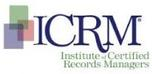 ICRM
Institute of Certified
Records Managers